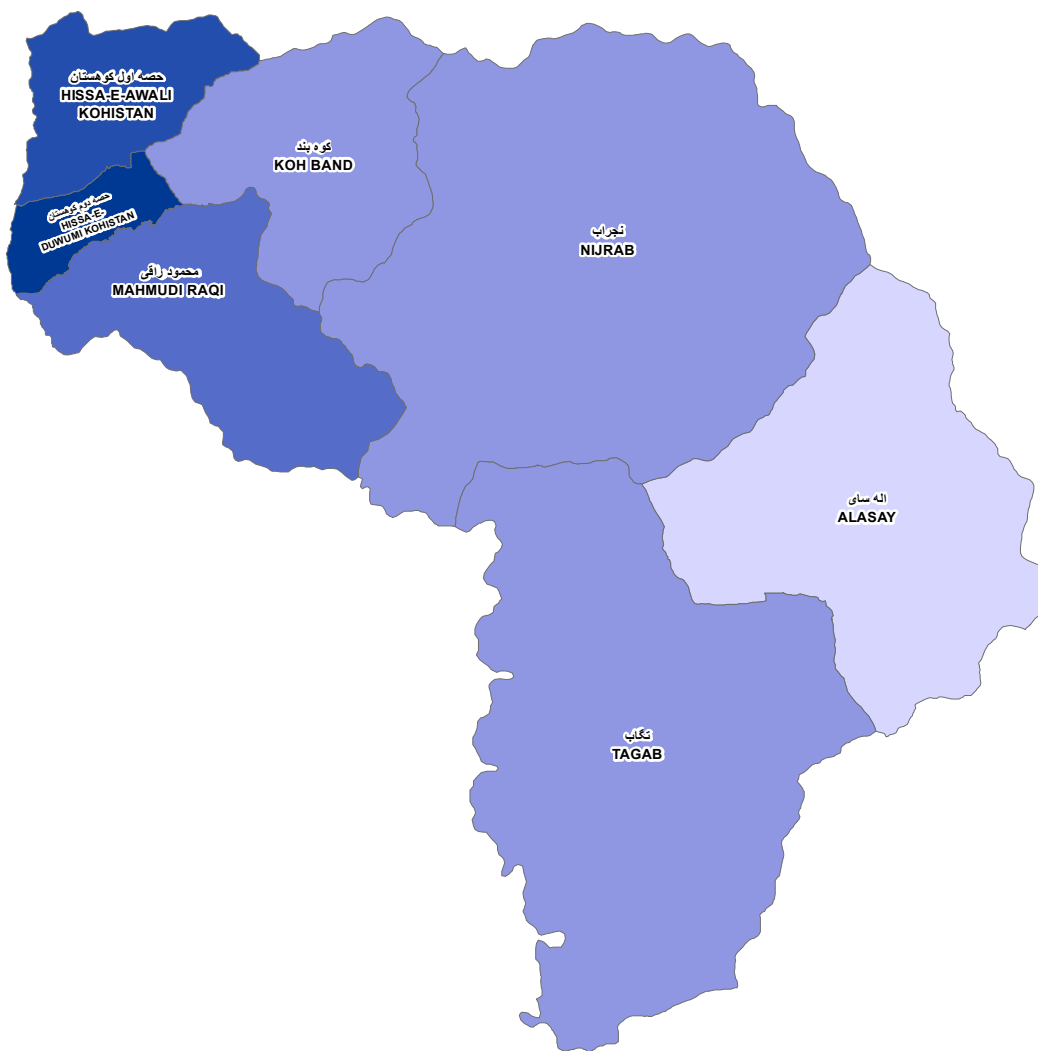 حصه اول کوهستان
HISSA-E-AWALI
KOHISTAN
کوه بند
KOH BAND
حصه دوم کوهستان
HISSA-E-
DUWUMI KOHISTAN
نجراب
NIJRAB
محمود راقی
MAHMUDI RAQI
اله سای
ALASAY
تگاب
TAGAB